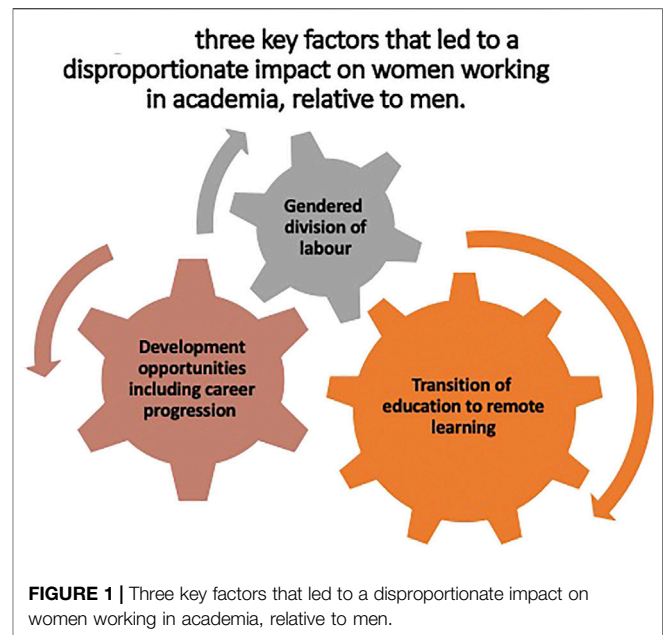 three key factors that led to a
disproportionate impact on women working
in academia, relative to men.
Gendered
division of
labour
Development
opportunities
including career
progression
Transition of
education to remote
learning
FIGURE 1 | Three key factors that led to a disproportionate impact on
women working in academia, relative to men.